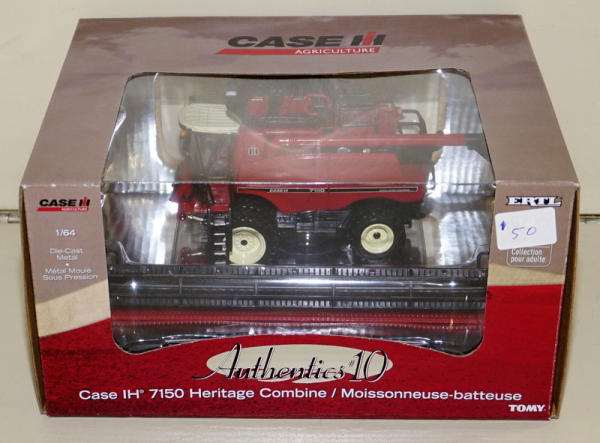 CASE IH
AGRICULTURE
CASE IH
AGRICULTURE
1/64
Die-Cast
Metal
•
Métal Moulé
Sous Pression
CASE IH 7150
ERTL
$50
Collection
pour adulte
Authentics #10
Case IH® 7150 Heritage Combine / Moissonneuse-batteuse
TOMY